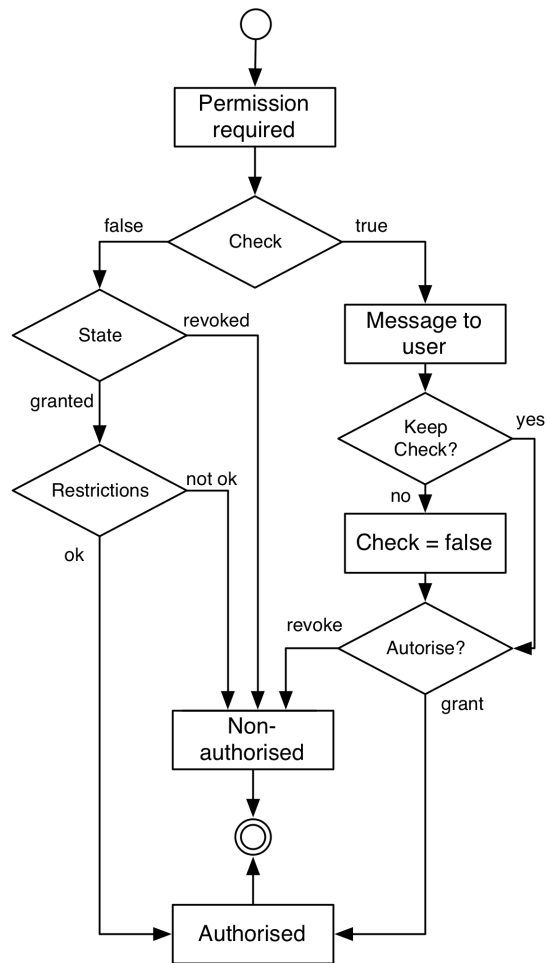 Permission
required
Check
false
true
State
revoked
granted
Message to
user
Keep
Check?
yes
no
Restrictions
not ok
ok
Check = false
Autorise?
revoke
grant
Non-
authorised
Authorised